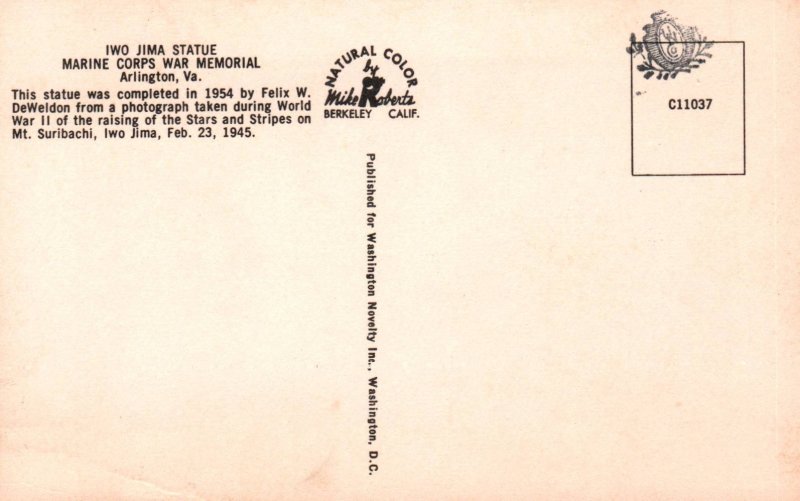 IWO JIMA STATUE
MARINE CORPS WAR MEMORIAL
Arlington, Va.
This statue was completed in 1954 by Felix W.
DeWeldon from a photograph taken during World
War II of the raising of the Stars and Stripes on
Mt. Suribachi, Iwo Jima, Feb. 23, 1945.
NATURAL COLOR
by
Mike Roberts
BERKELEY CALIF.
Published for Washington Novelty Inc., Washington, D.C.
C11037